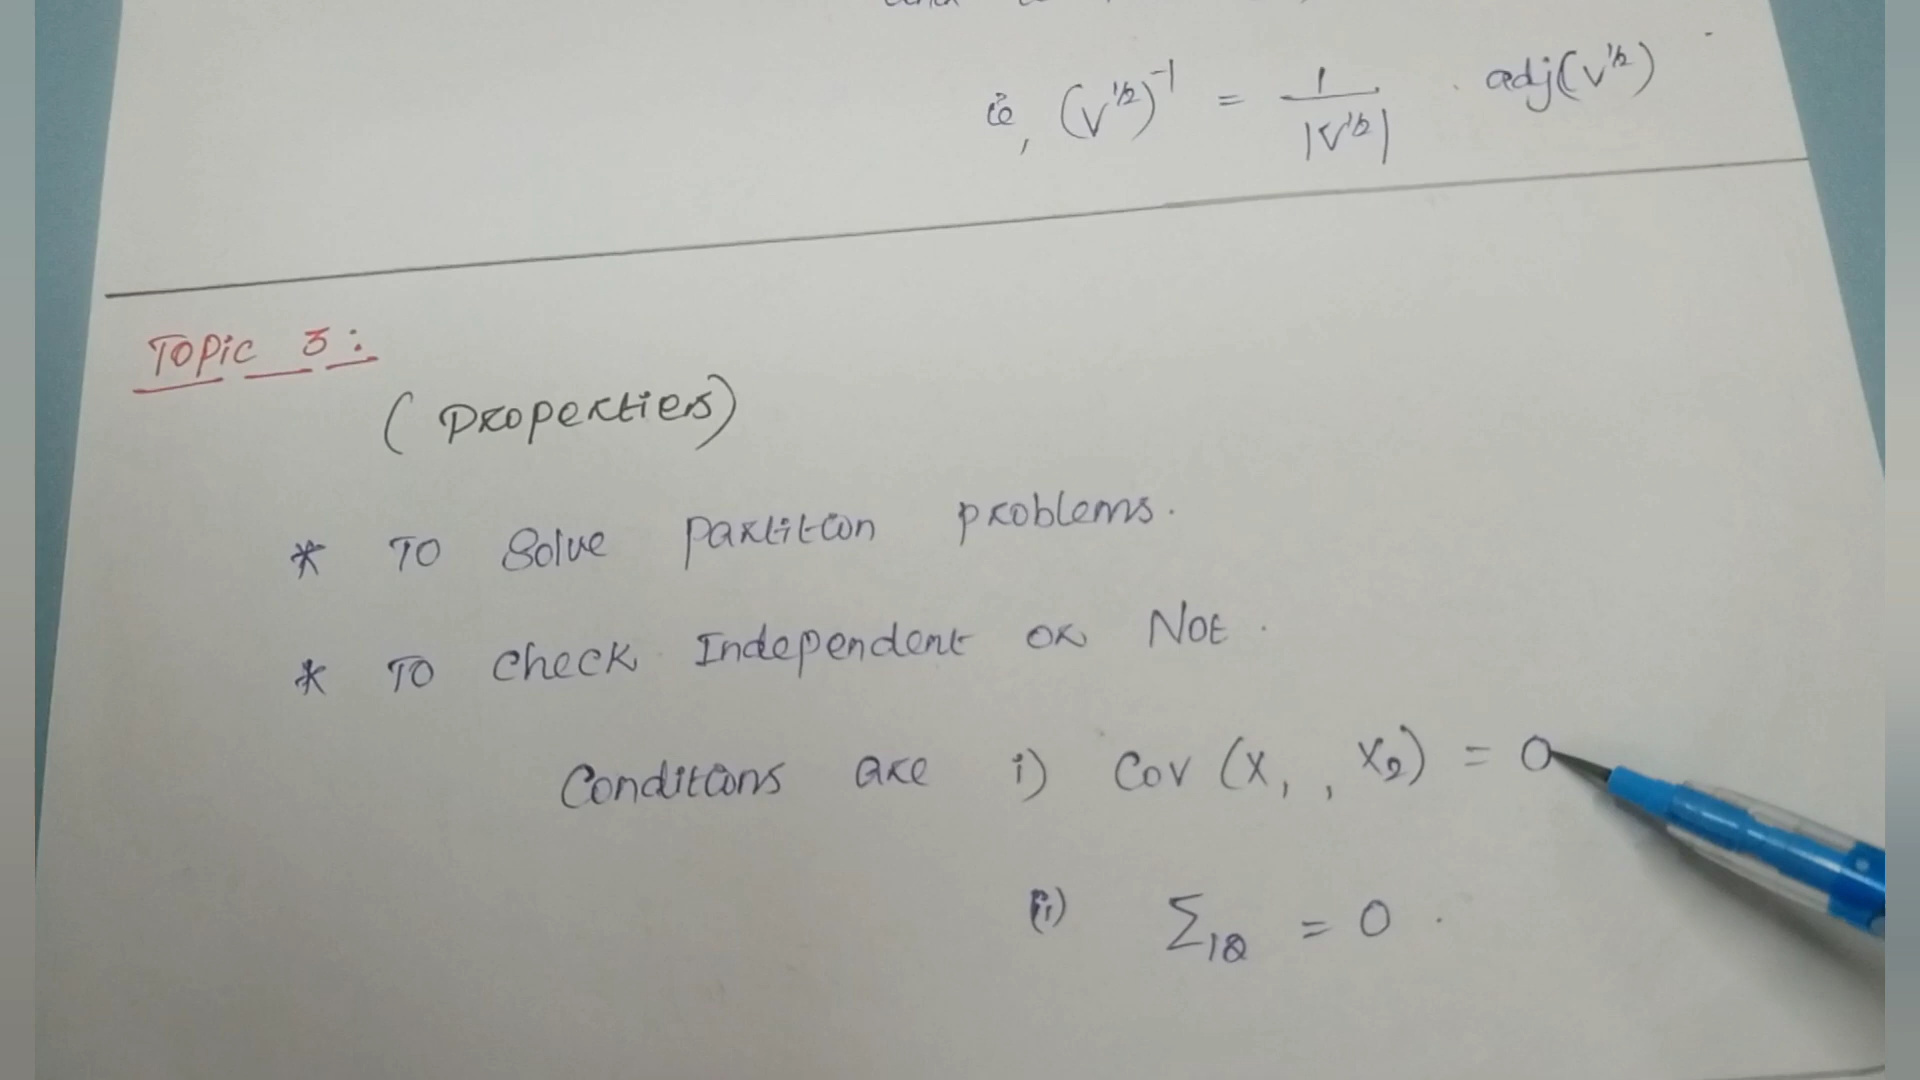 ie, (V^1/2)^-1 = 1 / |V^1/2| . adj(V^1/2)
Topic 3:
(Properties)
* To Solve Partition problems.
* To check Independent or Not.
Conditions are i) Cov (X1, X2) = 0
ii) Σ12 = 0.